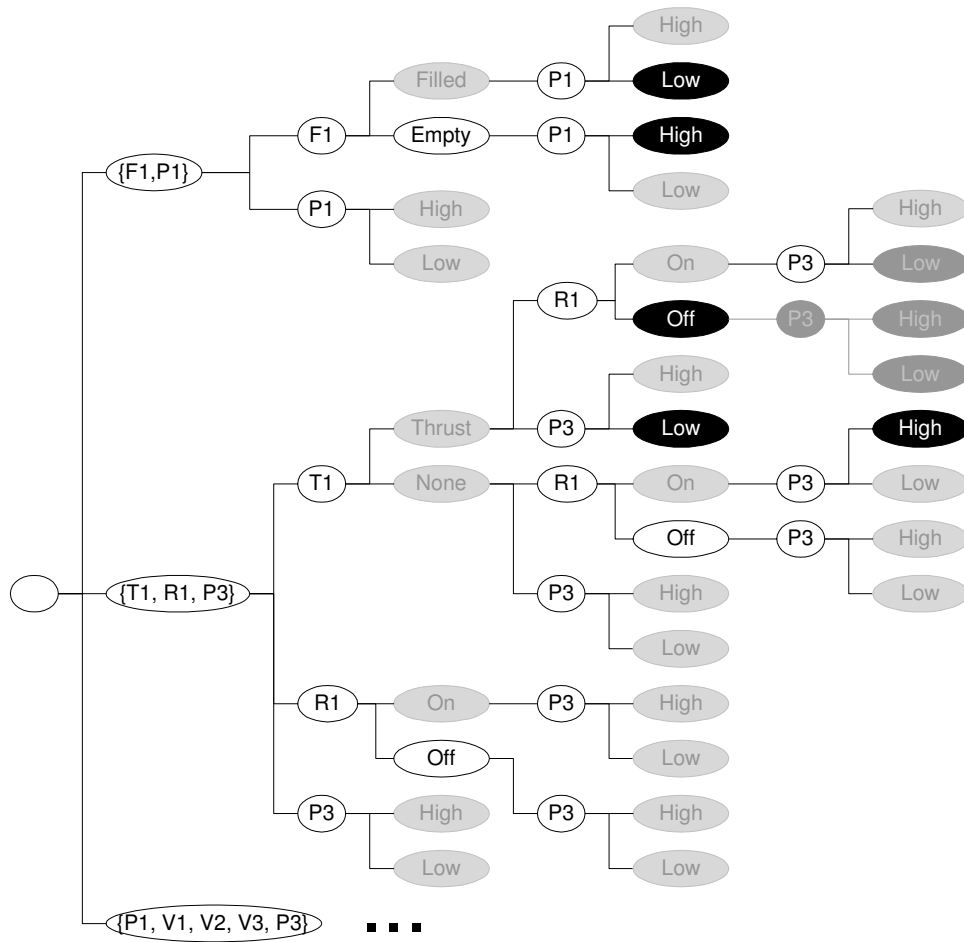 High
Filled P1 Low
F1 Empty P1 High
{F1,P1} Low
P1 High High
Low On P3 Low
R1 Off P3 High
High Low
Thrust P3 Low High
T1 None R1 On P3 Low
Off P3 High
{T1, R1, P3} P3 High Low
Low
R1 On P3 High
Off Low
P3 High P3 High
Low Low
{P1, V1, V2, V3, P3} ...